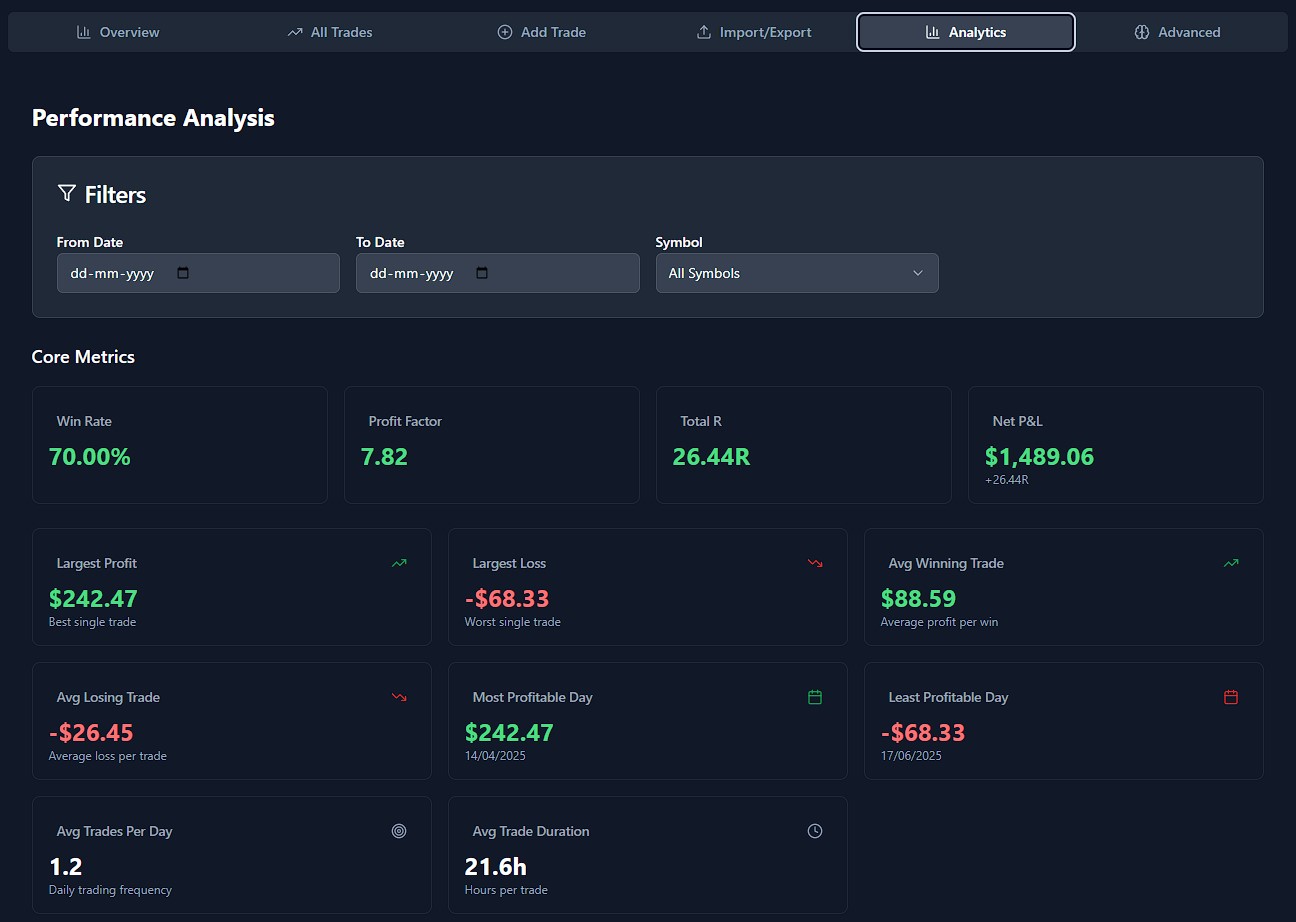 Overview All Trades Add Trade Import/Export Analytics Advanced
Performance Analysis
Filters
From Date To Date Symbol
dd-mm-yyyy dd-mm-yyyy All Symbols
Core Metrics
Win Rate Profit Factor Total R Net P&L
70.00% 7.82 26.44R $1,489.06
+26.44R
Largest Profit Largest Loss Avg Winning Trade
$242.47 -$68.33 $88.59
Best single trade Worst single trade Average profit per win
Avg Losing Trade Most Profitable Day Least Profitable Day
-$26.45 $242.47 -$68.33
Average loss per trade 14/04/2025 17/06/2025
Avg Trades Per Day Avg Trade Duration
1.2 21.6h
Daily trading frequency Hours per trade